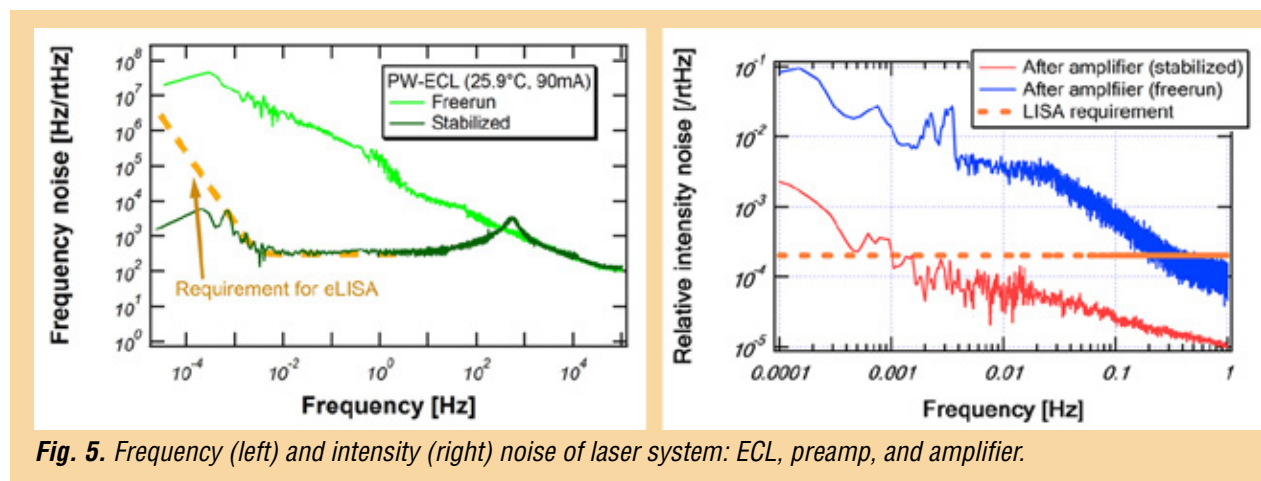 Frequency noise [Hz/rtHz]
10^8
10^7
10^6
10^5
10^4
10^3
10^2
10^1
10^0
PW-ECL (25.9°C, 90mA)
Freerun
Stabilized
Requirement for eLISA
10^-4
10^-2
10^0
10^2
10^4
Frequency [Hz]
Relative intensity noise [/rtHz]
10^-1
10^-2
10^-3
10^-4
10^-5
After amplifier (stabilized)
After amplfiier (freerun)
LISA requirement
0.0001
0.001
0.01
0.1
1
Frequency [Hz]
Fig. 5. Frequency (left) and intensity (right) noise of laser system: ECL, preamp, and amplifier.